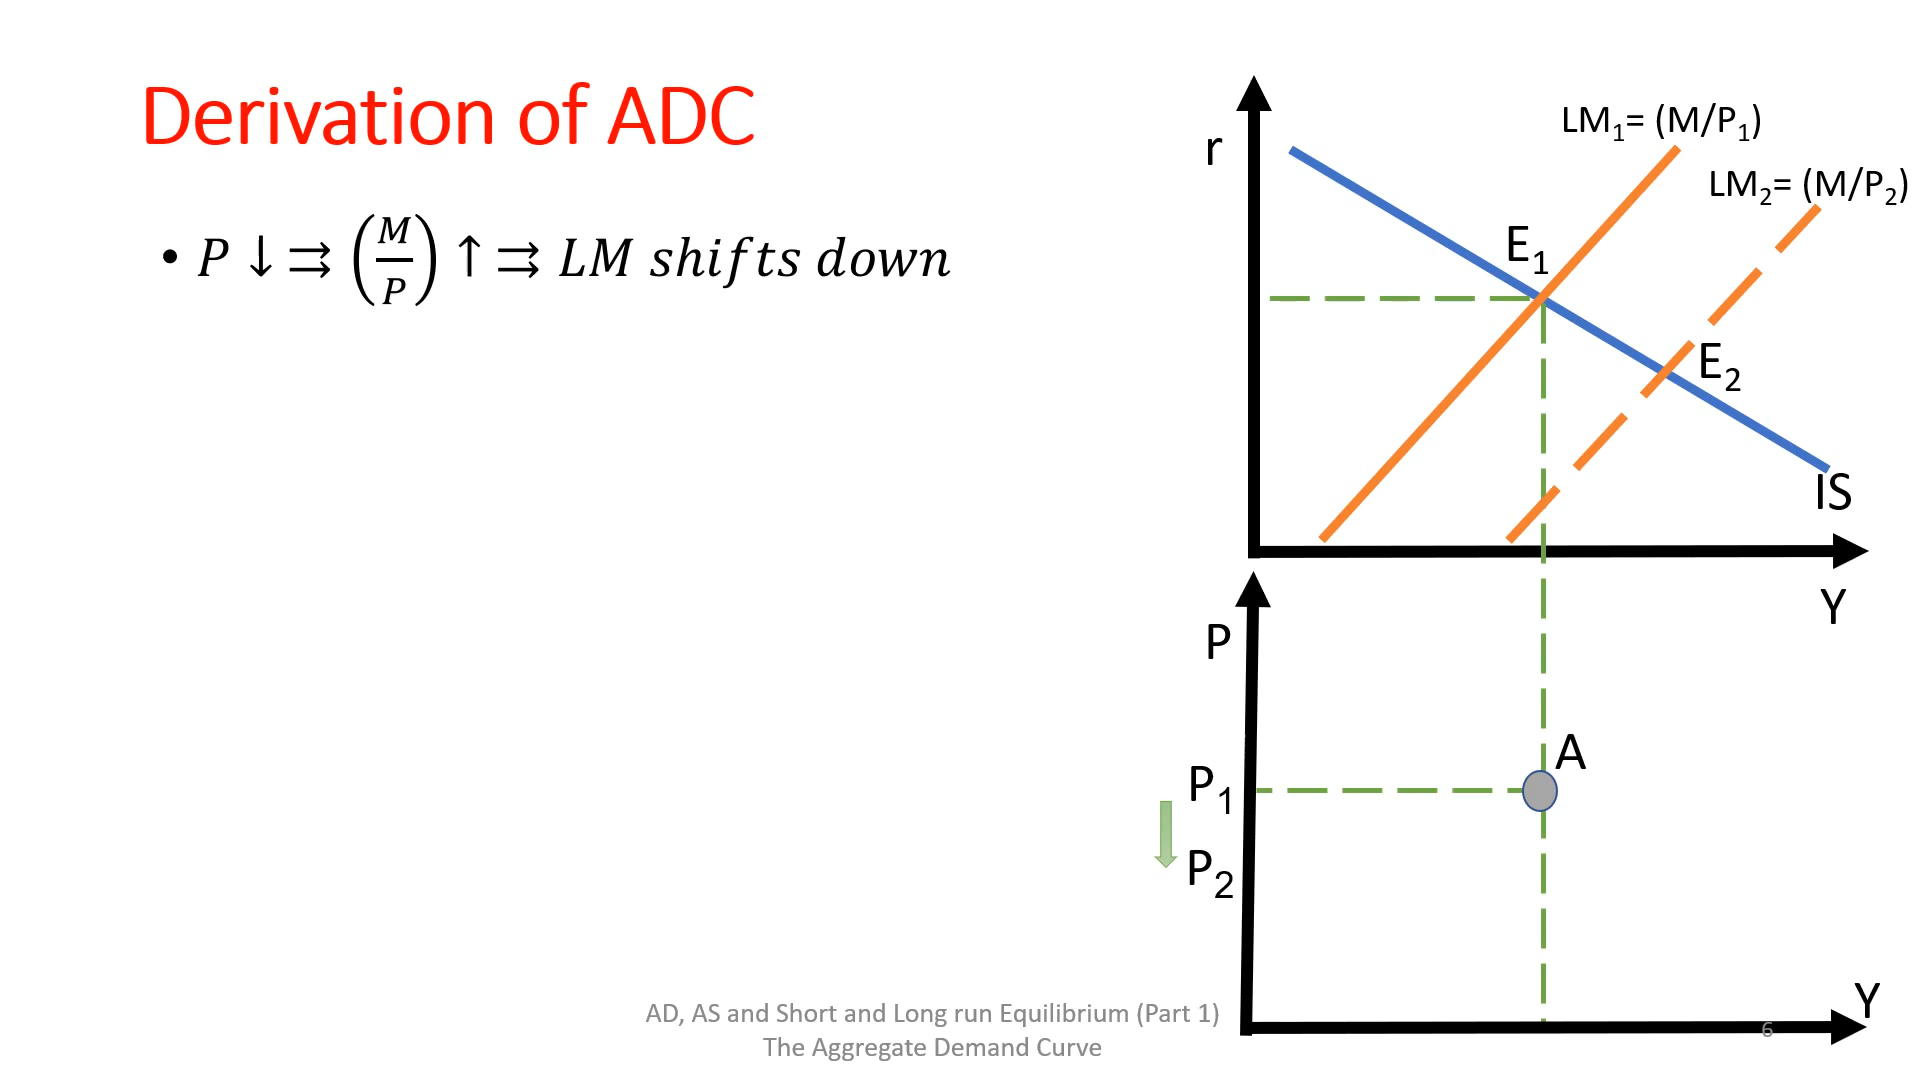 Derivation of ADC
• P ↓ ⇉ (M/P) ↑ ⇉ LM shifts down
r
LM₁= (M/P₁)
LM₂= (M/P₂)
E₁
E₂
IS
Y
P
A
P₁
P₂
Y
AD, AS and Short and Long run Equilibrium (Part 1)
The Aggregate Demand Curve
6